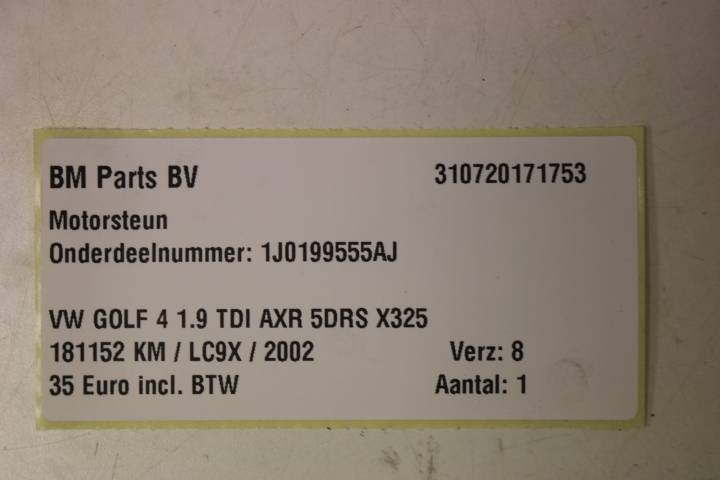 BM Parts BV 310720171753
Motorsteun
Onderdeelnummer: 1J0199555AJ
VW GOLF 4 1.9 TDI AXR 5DRS X325
181152 KM / LC9X / 2002 Verz: 8
35 Euro incl. BTW Aantal: 1